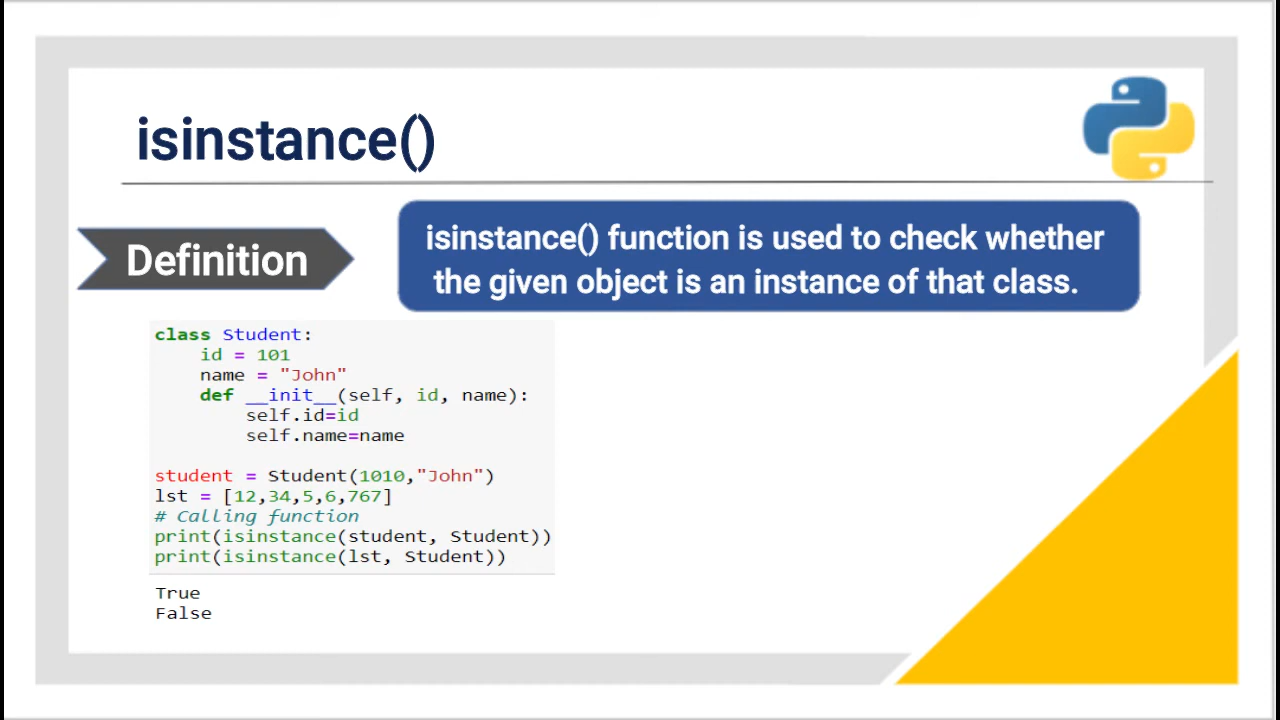 isinstance()
Definition
isinstance() function is used to check whether
the given object is an instance of that class.
class Student:
    id = 101
    name = "John"
    def __init__(self, id, name):
        self.id=id
        self.name=name
student = Student(1010,"John")
lst = [12,34,5,6,767]
# Calling function
print(isinstance(student, Student))
print(isinstance(lst, Student))
True
False